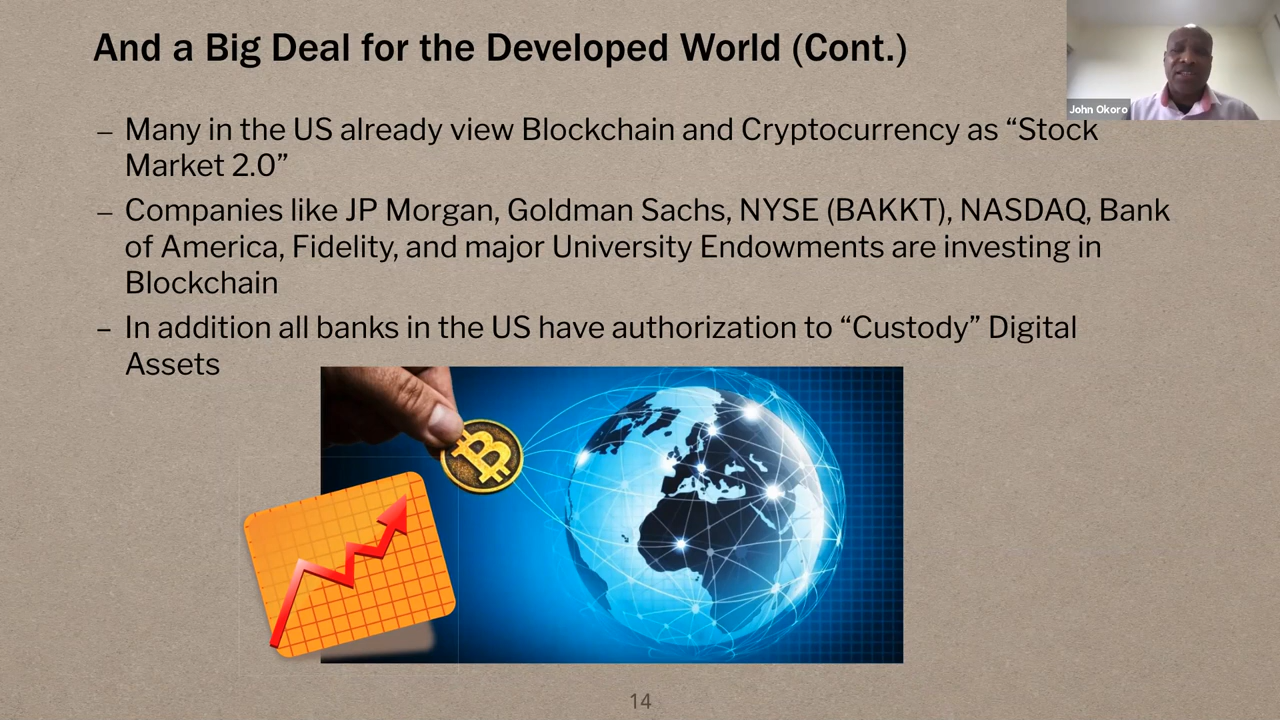 And a Big Deal for the Developed World (Cont.)
John Okoro
– Many in the US already view Blockchain and Cryptocurrency as “Stock
Market 2.0”
– Companies like JP Morgan, Goldman Sachs, NYSE (BAKKT), NASDAQ, Bank
of America, Fidelity, and major University Endowments are investing in
Blockchain
– In addition all banks in the US have authorization to “Custody” Digital
Assets
14